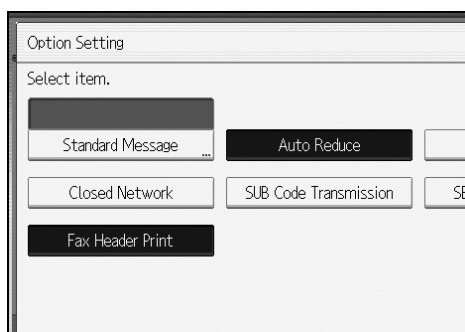 Option Setting
Select item.
Standard Message ...
Auto Reduce
Closed Network
SUB Code Transmission
Fax Header Print